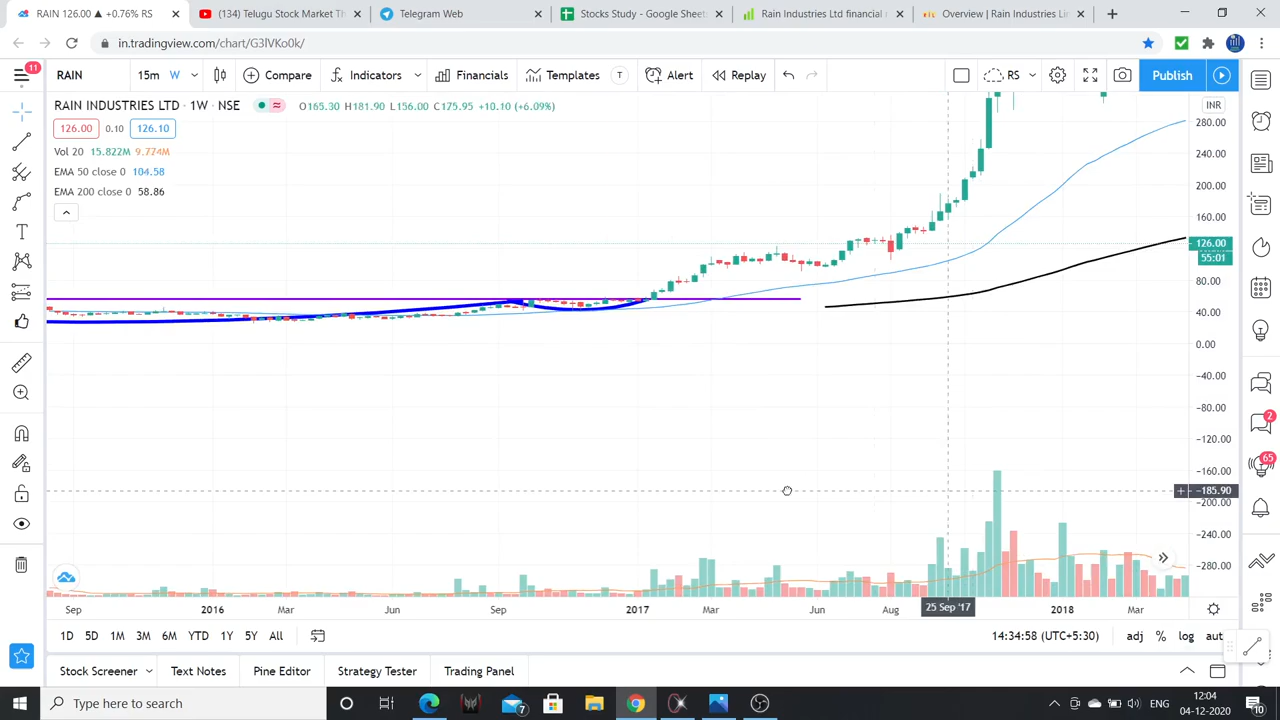 RAIN 126.00 ▲ +0.76% RS
(134) Telugu Stock Market Th
Telegram Web
Stocks Study - Google Sheet
Rain Industries Ltd financial r
Overview | Rain Industries Lin
in.tradingview.com/chart/G3lVKo0k/
11
RAIN
15m W
Compare
Indicators
Financials
Templates
T
Alert
Replay
RS
Publish
RAIN INDUSTRIES LTD · 1W · NSE
O165.30 H181.90 L156.00 C175.95 +10.10 (+6.09%)
INR
126.00 0.10 126.10
Vol 20 15.822M 9.774M
EMA 50 close 0 104.58
EMA 200 close 0 58.86
280.00
240.00
200.00
160.00
126.00
55:01
80.00
40.00
0.00
−40.00
−80.00
−120.00
−160.00
−185.90
−200.00
−240.00
−280.00
2
65
Sep 2016 Mar Jun Sep 2017 Mar Jun Aug 25 Sep '17 2018 Mar
1D 5D 1M 3M 6M YTD 1Y 5Y All
14:34:58 (UTC+5:30)
adj % log aut
Stock Screener
Text Notes
Pine Editor
Strategy Tester
Trading Panel
Type here to search
7
ENG
12:04
04-12-2020
10